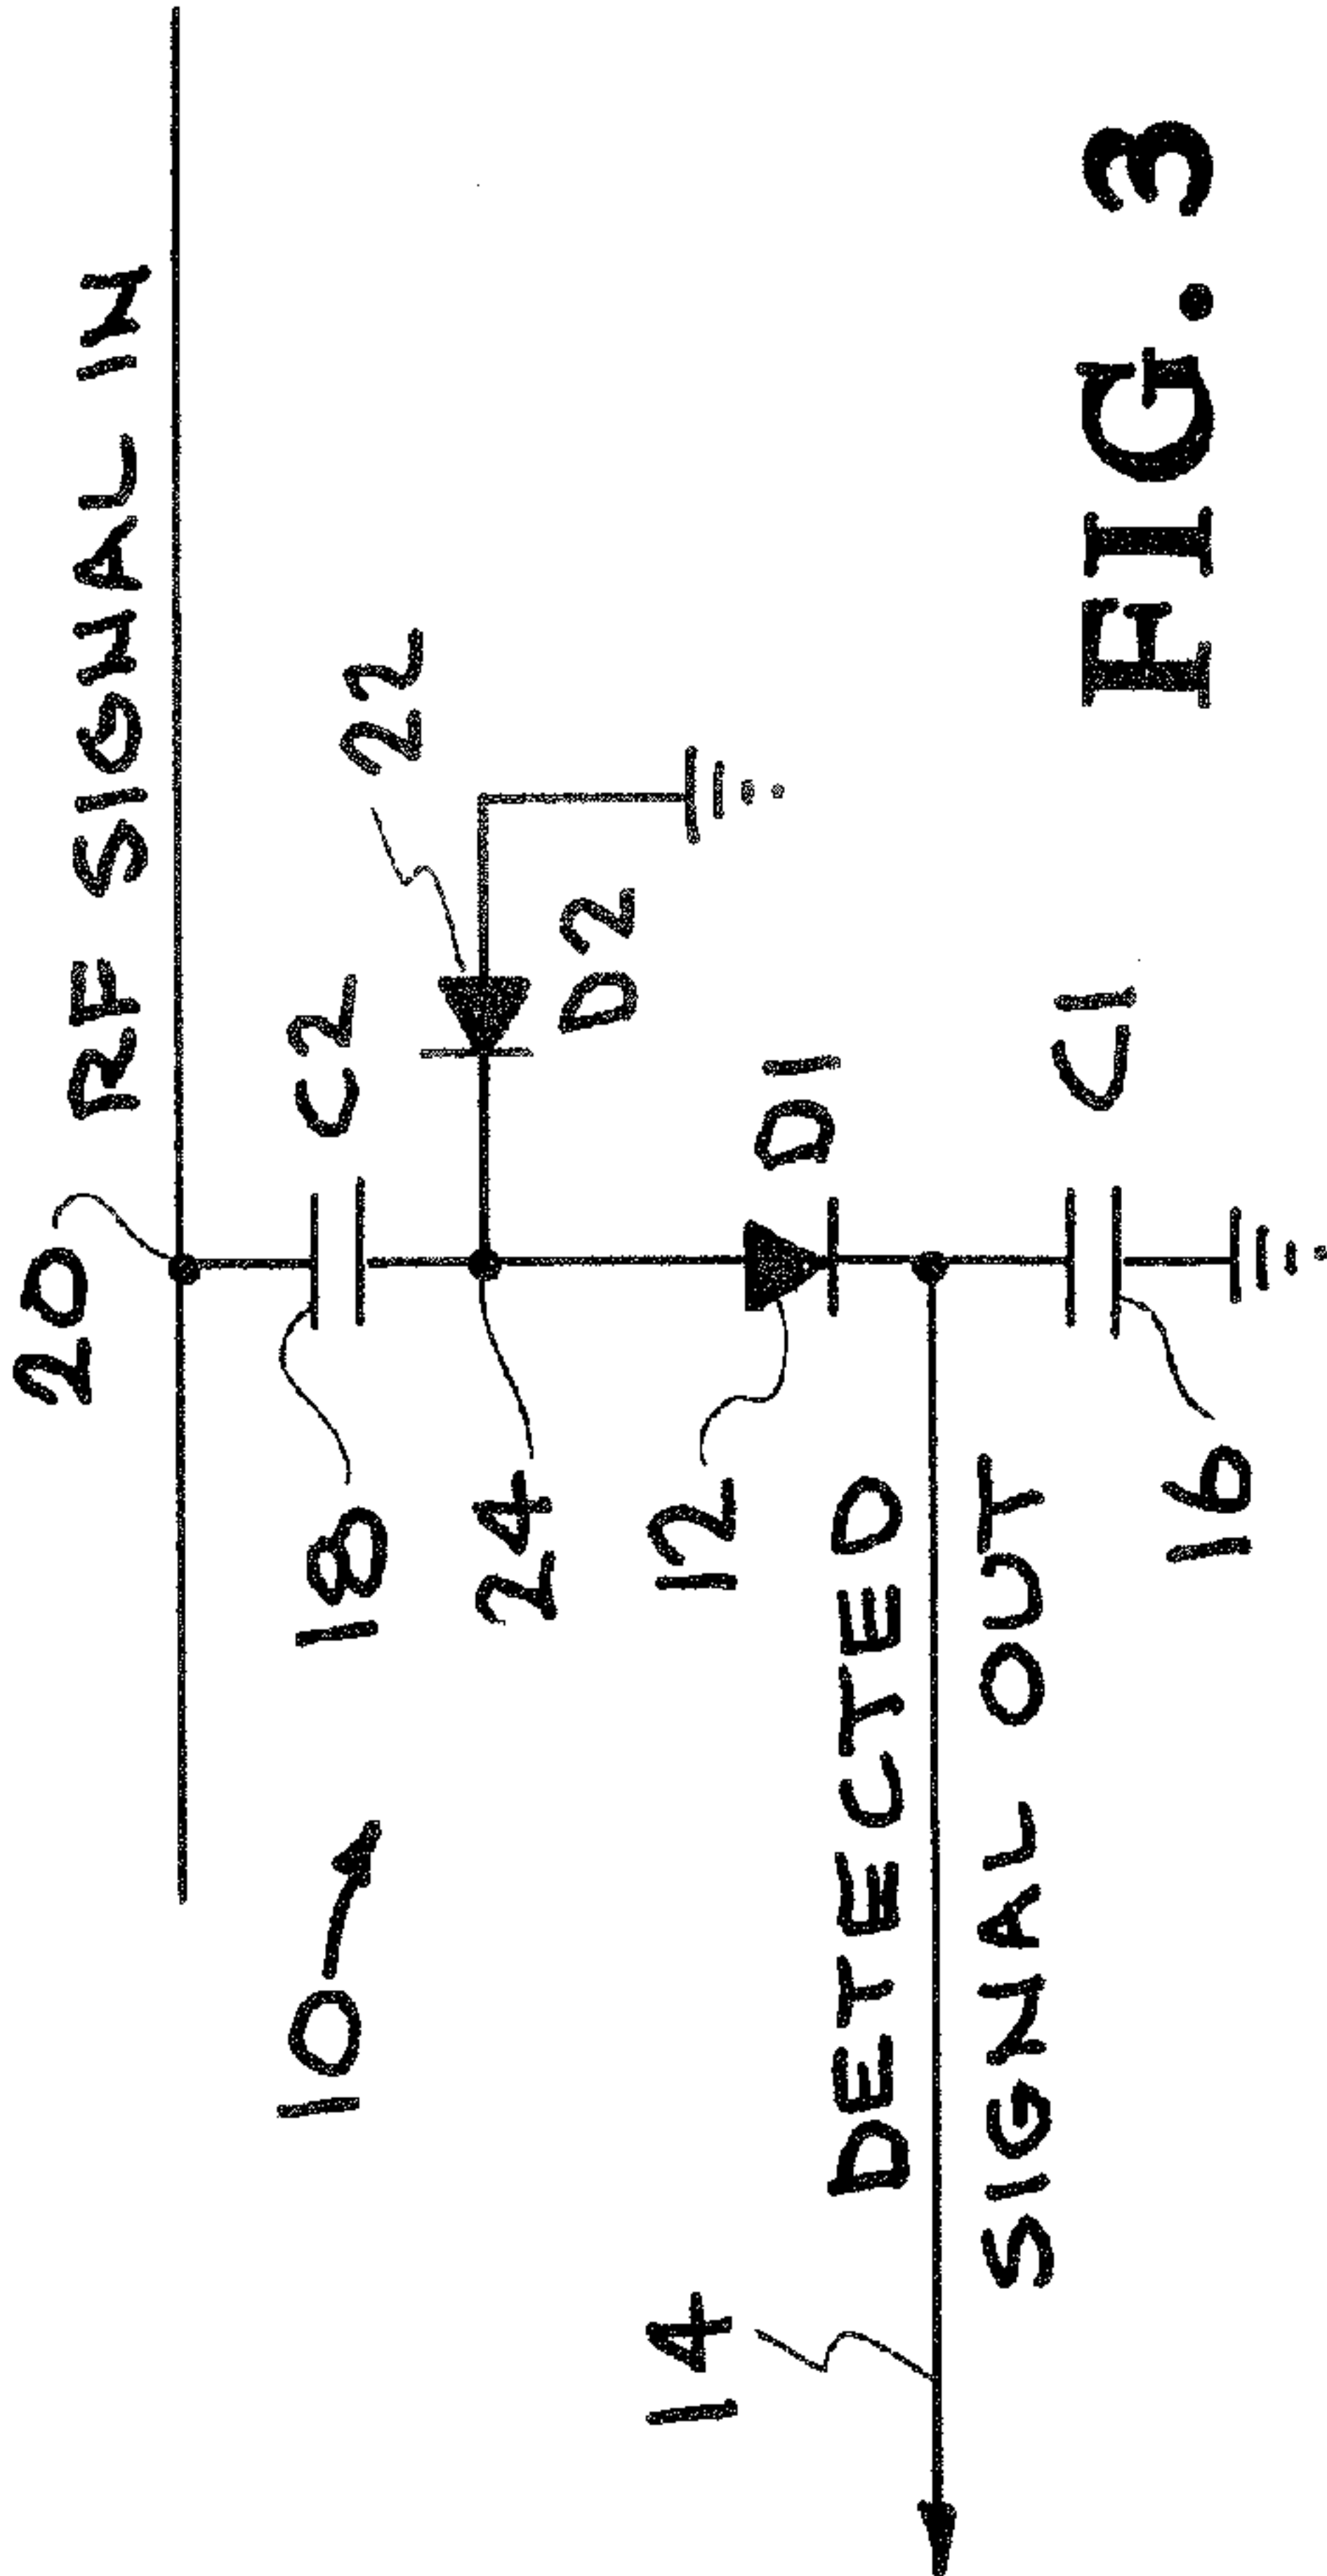 20
RF SIGNAL IN
10
18
C2
22
24
D2
12
D1
14
DETECTED
SIGNAL OUT
C1
16
FIG. 3